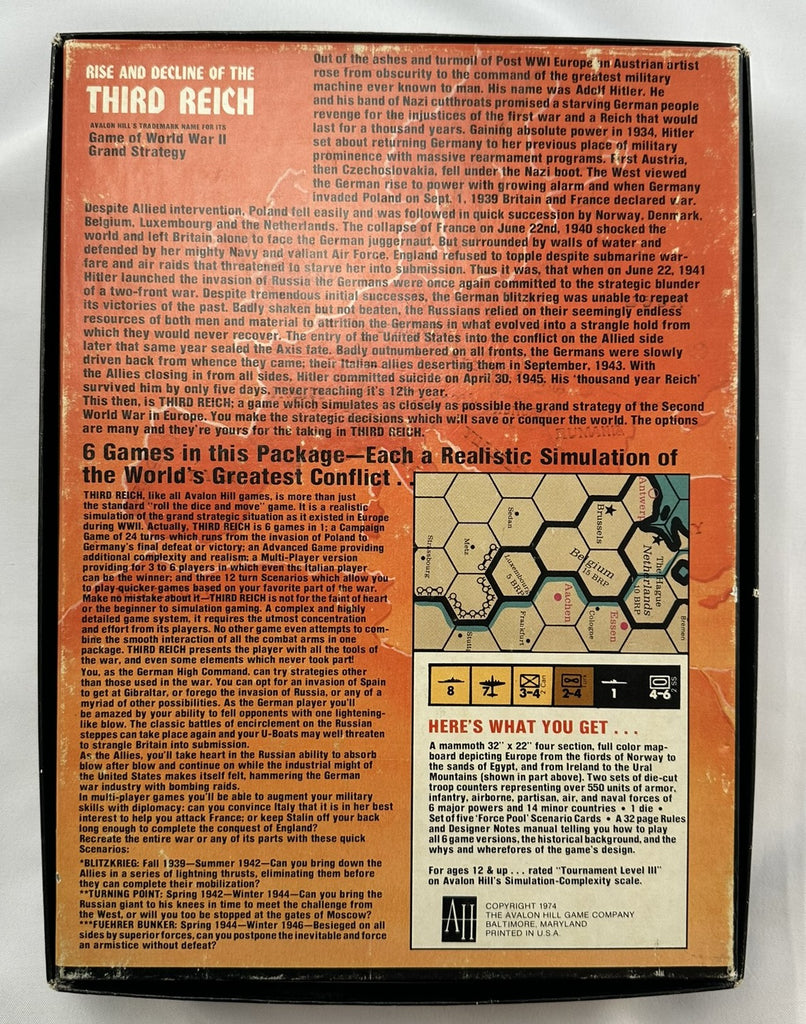 RISE AND DECLINE OF THE
THIRD REICH
AVALON HILL'S TRADEMARK NAME FOR ITS
Game of World War II
Grand Strategy
Out of the ashes and turmoil of Post WWI Europe an Austrian artist
rose from obscurity to the command of the greatest military
machine ever known to man. His name was Adolf Hitler. He
and his band of Nazi cutthroats promised a starving German people
revenge for the injustices of the first war and a Reich that would
last for a thousand years. Gaining absolute power in 1934, Hitler
set about returning Germany to her previous place of military
prominence with massive rearmament programs. First Austria,
then Czechoslovakia, fell under the Nazi boot. The West viewed
the German rise to power with growing alarm and when Germany
invaded Poland on Sept. 1, 1939 Britain and France declared war.
Despite Allied intervention, Poland fell easily and was followed in quick succession by Norway, Denmark,
Belgium, Luxembourg and the Netherlands. The collapse of France on June 22nd, 1940 shocked the
world and left Britain alone to face the German juggernaut. But surrounded by walls of water and
defended by her mighty Navy and valiant Air Force, England refused to topple despite submarine war-
fare and air raids that threatened to starve her into submission. Thus it was, that when on June 22, 1941
Hitler launched the invasion of Russia the Germans were once again committed to the strategic blunder
of a two-front war. Despite tremendous initial successes, the German blitzkrieg was unable to repeat
its victories of the past. Badly shaken but not beaten, the Russians relied on their seemingly endless
resources of both men and material to attrition the Germans in what evolved into a strangle hold from
which they would never recover. The entry of the United States into the conflict on the Allied side
later that same year sealed the Axis fate. Badly outnumbered on all fronts, the Germans were slowly
driven back from whence they came; their Italian allies deserting them in September, 1943. With
the Allies closing in from all sides, Hitler committed suicide on April 30, 1945. His 'thousand year Reich'
survived him by only five days, never reaching it's 12th year.
This then, is THIRD REICH; a game which simulates as closely as possible the grand strategy of the Second
World War in Europe. You make the strategic decisions which will save or conquer the world. The options
are many and they're yours for the taking in THIRD REICH.
6 Games in this Package—Each a Realistic Simulation of
the World's Greatest Conflict . .
THIRD REICH, like all Avalon Hill games, is more than just
the standard "roll the dice and move" game. It is a realistic
simulation of the grand strategic situation as it existed in Europe
during WWII. Actually, THIRD REICH is 6 games in 1; a Campaign
Game of 24 turns which runs from the invasion of Poland to
Germany's final defeat or victory; an Advanced Game providing
additional complexity and realism; a Multi-Player version
providing for 3 to 6 players in which even the Italian player
can be the winner; and three 12 turn Scenarios which allow you
to play quicker games based on your favorite part of the war.
Make no mistake about it—THIRD REICH is not for the faint of heart
or the beginner to simulation gaming. A complex and highly
detailed game system, it requires the utmost concentration
and effort from its players. No other game even attempts to com-
bine the smooth interaction of all the combat arms in one
package. THIRD REICH presents the player with all the tools of
the war, and even some elements which never took part!
You, as the German High Command, can try strategies other
than those used in the war. You can opt for an invasion of Spain
to get at Gibraltar, or forego the invasion of Russia, or any of a
myriad of other possibilities. As the German player you'll
be amazed by your ability to fell opponents with one lightening-
like blow. The classic battles of encirclement on the Russian
steppes can take place again and your U-Boats may well threaten
to strangle Britain into submission.
As the Allies, you'll take heart in the Russian ability to absorb
blow after blow and continue on while the industrial might of
the United States makes itself felt, hammering the German
war industry with bombing raids.
In multi-player games you'll be able to augment your military
skills with diplomacy: can you convince Italy that it is in her best
interest to help you attack France; or keep Stalin off your back
long enough to complete the conquest of England?
Recreate the entire war or any of its parts with these quick
Scenarios:
*BLITZKRIEG: Fall 1939—Summer 1942—Can you bring down the
Allies in a series of lightning thrusts, eliminating them before
they can complete their mobilization?
**TURNING POINT: Spring 1942—Winter 1944—Can you bring the
Russian giant to his knees in time to meet the challenge from
the West, or will you too be stopped at the gates of Moscow?
***FUEHRER BUNKER: Spring 1944—Winter 1946—Besieged on all
sides by superior forces, can you postpone the inevitable and force
an armistice without defeat?
Antwerp
Sedan
Brussels
Metz
Strasbourg
Luxembourg
5 BRP
Belgium
15 BRP
The Hague
Netherlands
10 BRP
Aachen
Cologne
Essen
Frankfurt
Bremen
8
3-4
2-4
1
4-6
HERE'S WHAT YOU GET . . .
A mammoth 32" x 22" four section, full color map-
board depicting Europe from the fiords of Norway to
the sands of Egypt, and from Ireland to the Ural
Mountains (shown in part above). Two sets of die-cut
troop counters representing over 550 units of armor,
infantry, airborne, partisan, air, and naval forces of
6 major powers and 14 minor countries • 1 die •
Set of five 'Force Pool' Scenario Cards • A 32 page Rules
and Designer Notes manual telling you how to play
all 6 game versions, the historical background, and the
whys and wherefores of the game's design.
For ages 12 & up . . . rated "Tournament Level III"
on Avalon Hill's Simulation-Complexity scale.
AH
COPYRIGHT 1974
THE AVALON HILL GAME COMPANY
BALTIMORE, MARYLAND
PRINTED IN U.S.A.